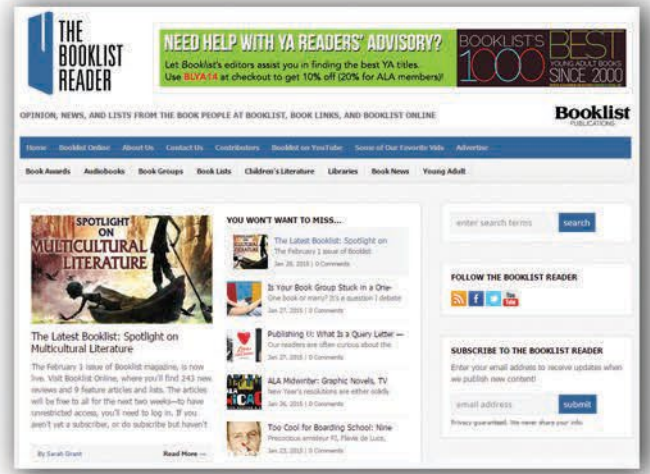 THE
BOOKLIST
READER
NEED HELP WITH YA READERS' ADVISORY?
Let Booklist's editors assist you in finding the best YA titles.
Use BLYA14 at checkout to get 10% off (20% for ALA members)!
BOOKLIST'S
1000
BEST
YOUNG ADULT BOOKS
SINCE 2000
OPINION, NEWS, AND LISTS FROM THE BOOK PEOPLE AT BOOKLIST, BOOK LINKS, AND BOOKLIST ONLINE
Booklist
PUBLICATIONS
Home Booklist Online About Us Contact Us Contributors Booklist on YouTube Some of Our Favorite Vids Advertise
Book Awards Audiobooks Book Groups Book Lists Children's Literature Libraries Book News Young Adult
SPOTLIGHT
ON
MULTICULTURAL
LITERATURE
The Latest Booklist: Spotlight on
Multicultural Literature
The February 1 issue of Booklist magazine, is now
live. Visit Booklist Online, where you'll find 243 new
reviews and 9 feature articles and lists. The articles
will be free to all for the next two weeks—to have
unrestricted access, you'll need to log in. If you
aren't yet a subscriber, or do subscribe but haven't
By Sarah Grant Read More —
YOU WON'T WANT TO MISS...
The Latest Booklist: Spotlight on
The February 1 issue of Booklist
Jan 28, 2015 | 0 Comments
Is Your Book Group Stuck in a One-
One book or many? It's a question I debate
Jan 27, 2015 | 0 Comments
Publishing U: What Is a Query Letter —
Our readers are often curious about the
Jan 27, 2015 | 0 Comments
ALA Midwinter: Graphic Novels, TV
New Year's resolutions are either solidly
Jan 26, 2015 | 0 Comments
Too Cool for Boarding School: Nine
Precocious amateur PI, Flavia de Luce,
Jan 23, 2015 | 0 Comments
enter search terms search
FOLLOW THE BOOKLIST READER
You
Tube
SUBSCRIBE TO THE BOOKLIST READER
Enter your email address to receive updates when
we publish new content!
email address submit
Privacy guaranteed. We never share your info.